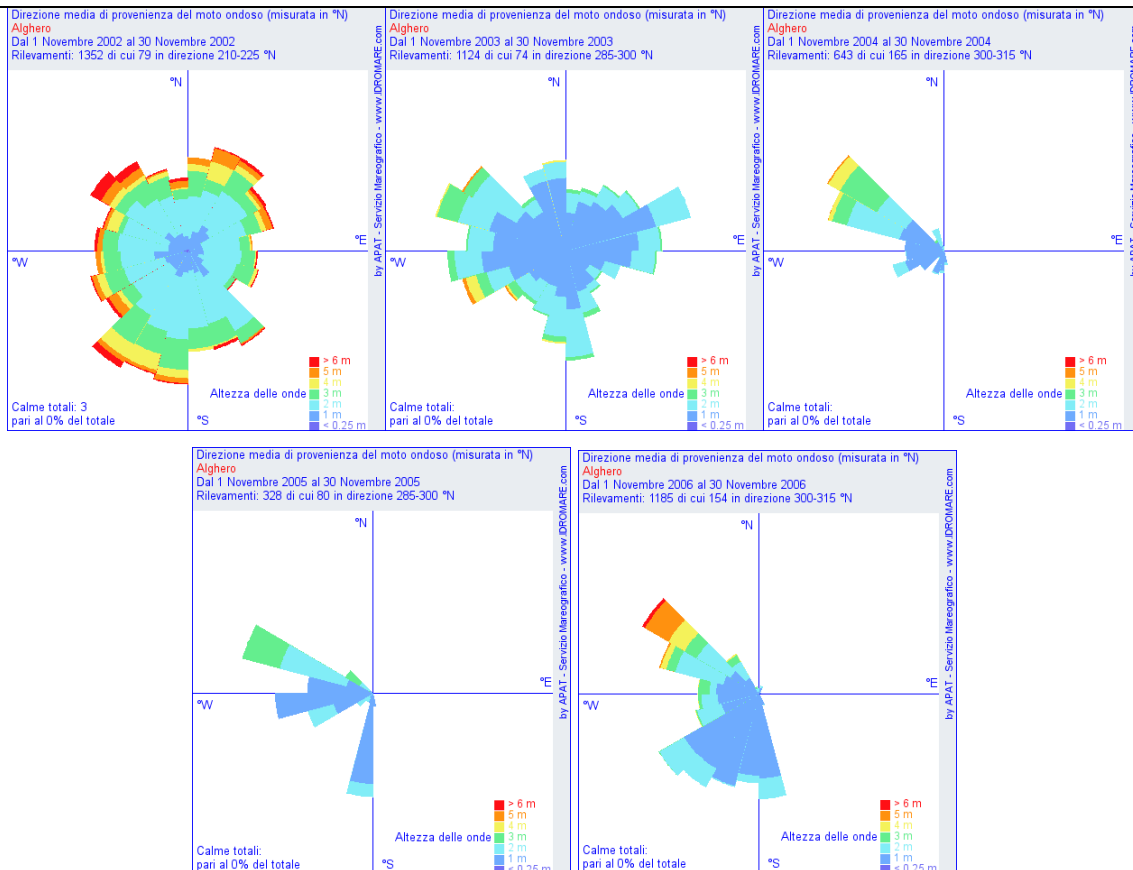 Direzione media di provenienza del moto ondoso (misurata in °N)
Alghero
Dal 1 Novembre 2002 al 30 Novembre 2002
Rilevamenti: 1352 di cui 79 in direzione 210-225 °N
°N
°E
°W
°S
> 6 m
5 m
4 m
3 m
2 m
1 m
< 0.25 m
Altezza delle onde
Calme totali: 3
pari al 0% del totale
by APAT - Servizio Mareografico - www.IDROMARE.com
Direzione media di provenienza del moto ondoso (misurata in °N)
Alghero
Dal 1 Novembre 2003 al 30 Novembre 2003
Rilevamenti: 1124 di cui 74 in direzione 285-300 °N
°N
°E
°W
°S
> 6 m
5 m
4 m
3 m
2 m
1 m
< 0.25 m
Altezza delle onde
Calme totali:
pari al 0% del totale
by APAT - Servizio Mareografico - www.IDROMARE.com
Direzione media di provenienza del moto ondoso (misurata in °N)
Alghero
Dal 1 Novembre 2004 al 30 Novembre 2004
Rilevamenti: 643 di cui 165 in direzione 300-315 °N
°N
°E
°W
°S
> 6 m
5 m
4 m
3 m
2 m
1 m
< 0.25 m
Altezza delle onde
Calme totali:
pari al 0% del totale
Direzione media di provenienza del moto ondoso (misurata in °N)
Alghero
Dal 1 Novembre 2005 al 30 Novembre 2005
Rilevamenti: 328 di cui 80 in direzione 285-300 °N
°N
°E
°W
°S
> 6 m
5 m
4 m
3 m
2 m
1 m
< 0.25 m
Altezza delle onde
Calme totali:
pari al 0% del totale
by APAT - Servizio Mareografico - www.IDROMARE.com
Direzione media di provenienza del moto ondoso (misurata in °N)
Alghero
Dal 1 Novembre 2006 al 30 Novembre 2006
Rilevamenti: 1185 di cui 154 in direzione 300-315 °N
°N
°E
°W
°S
> 6 m
5 m
4 m
3 m
2 m
1 m
< 0.25 m
Altezza delle onde
Calme totali:
pari al 0% del totale
by APAT - Servizio Mareografico - www.IDROMARE.com